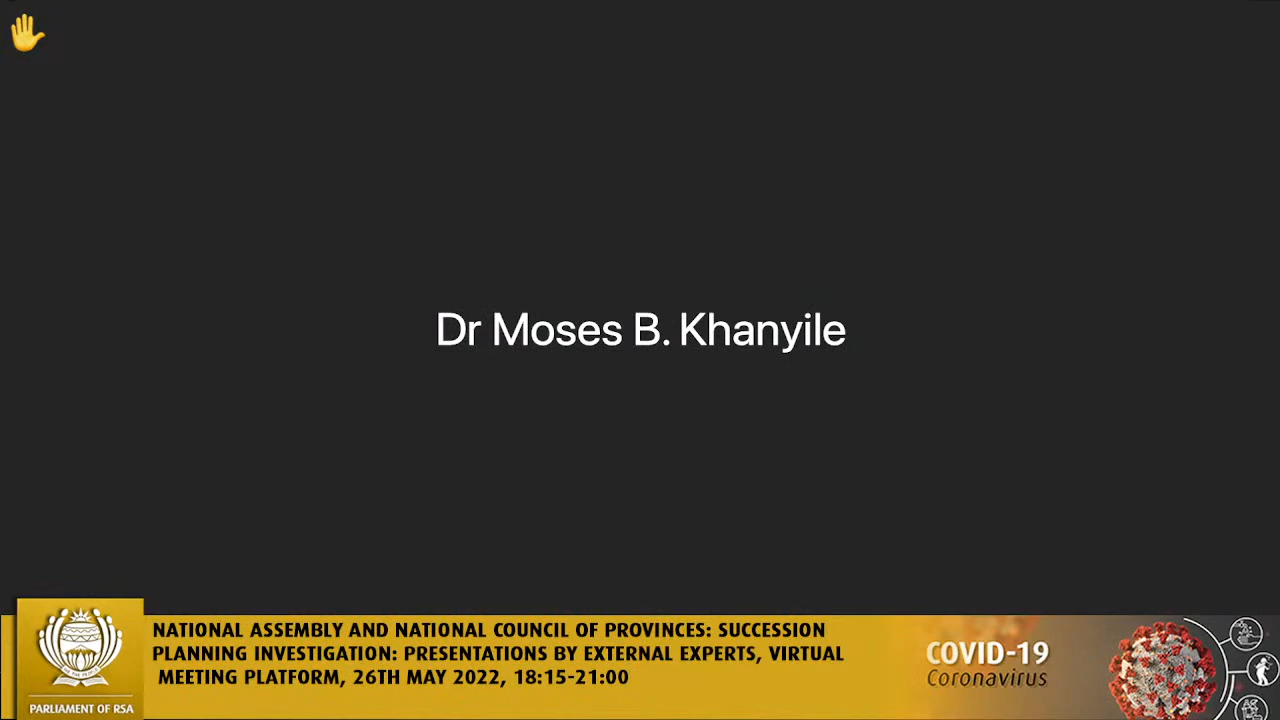 Dr Moses B. Khanyile
NATIONAL ASSEMBLY AND NATIONAL COUNCIL OF PROVINCES: SUCCESSION
PLANNING INVESTIGATION: PRESENTATIONS BY EXTERNAL EXPERTS, VIRTUAL
MEETING PLATFORM, 26TH MAY 2022, 18:15-21:00
PARLIAMENT OF RSA
COVID-19
Coronavirus